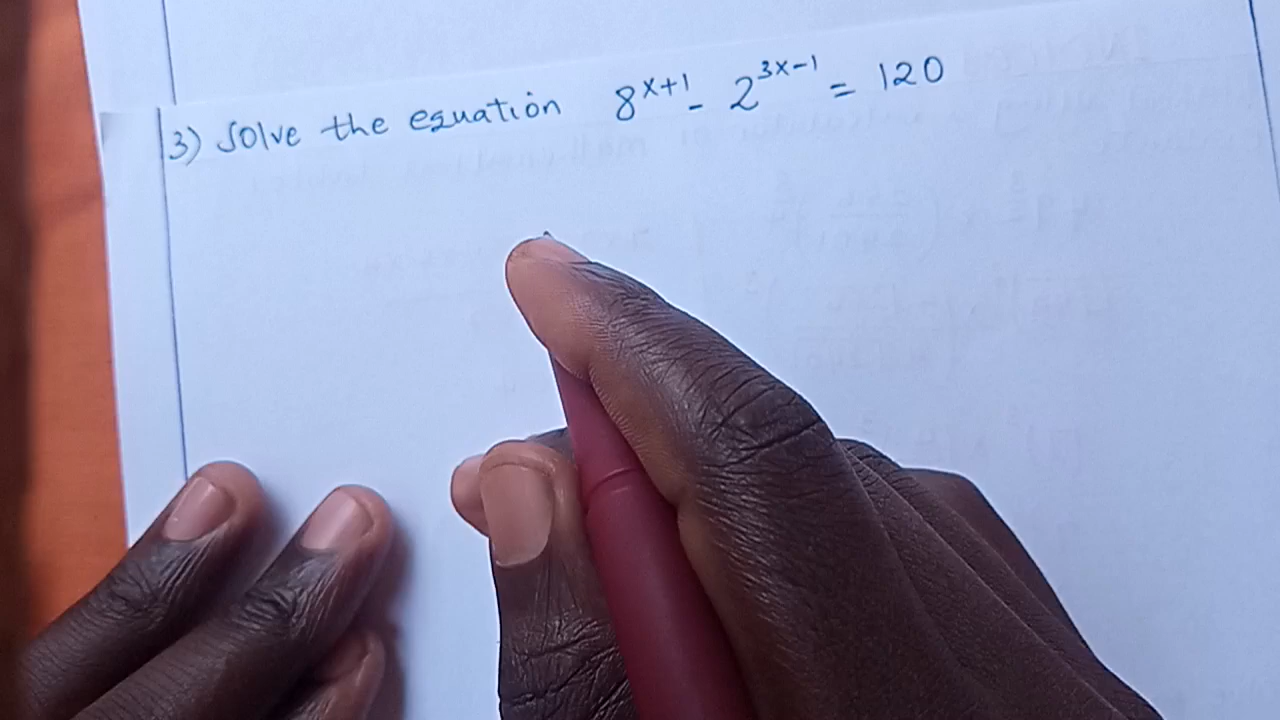 3) Solve the equation 8^{x+1} - 2^{3x-1} = 120